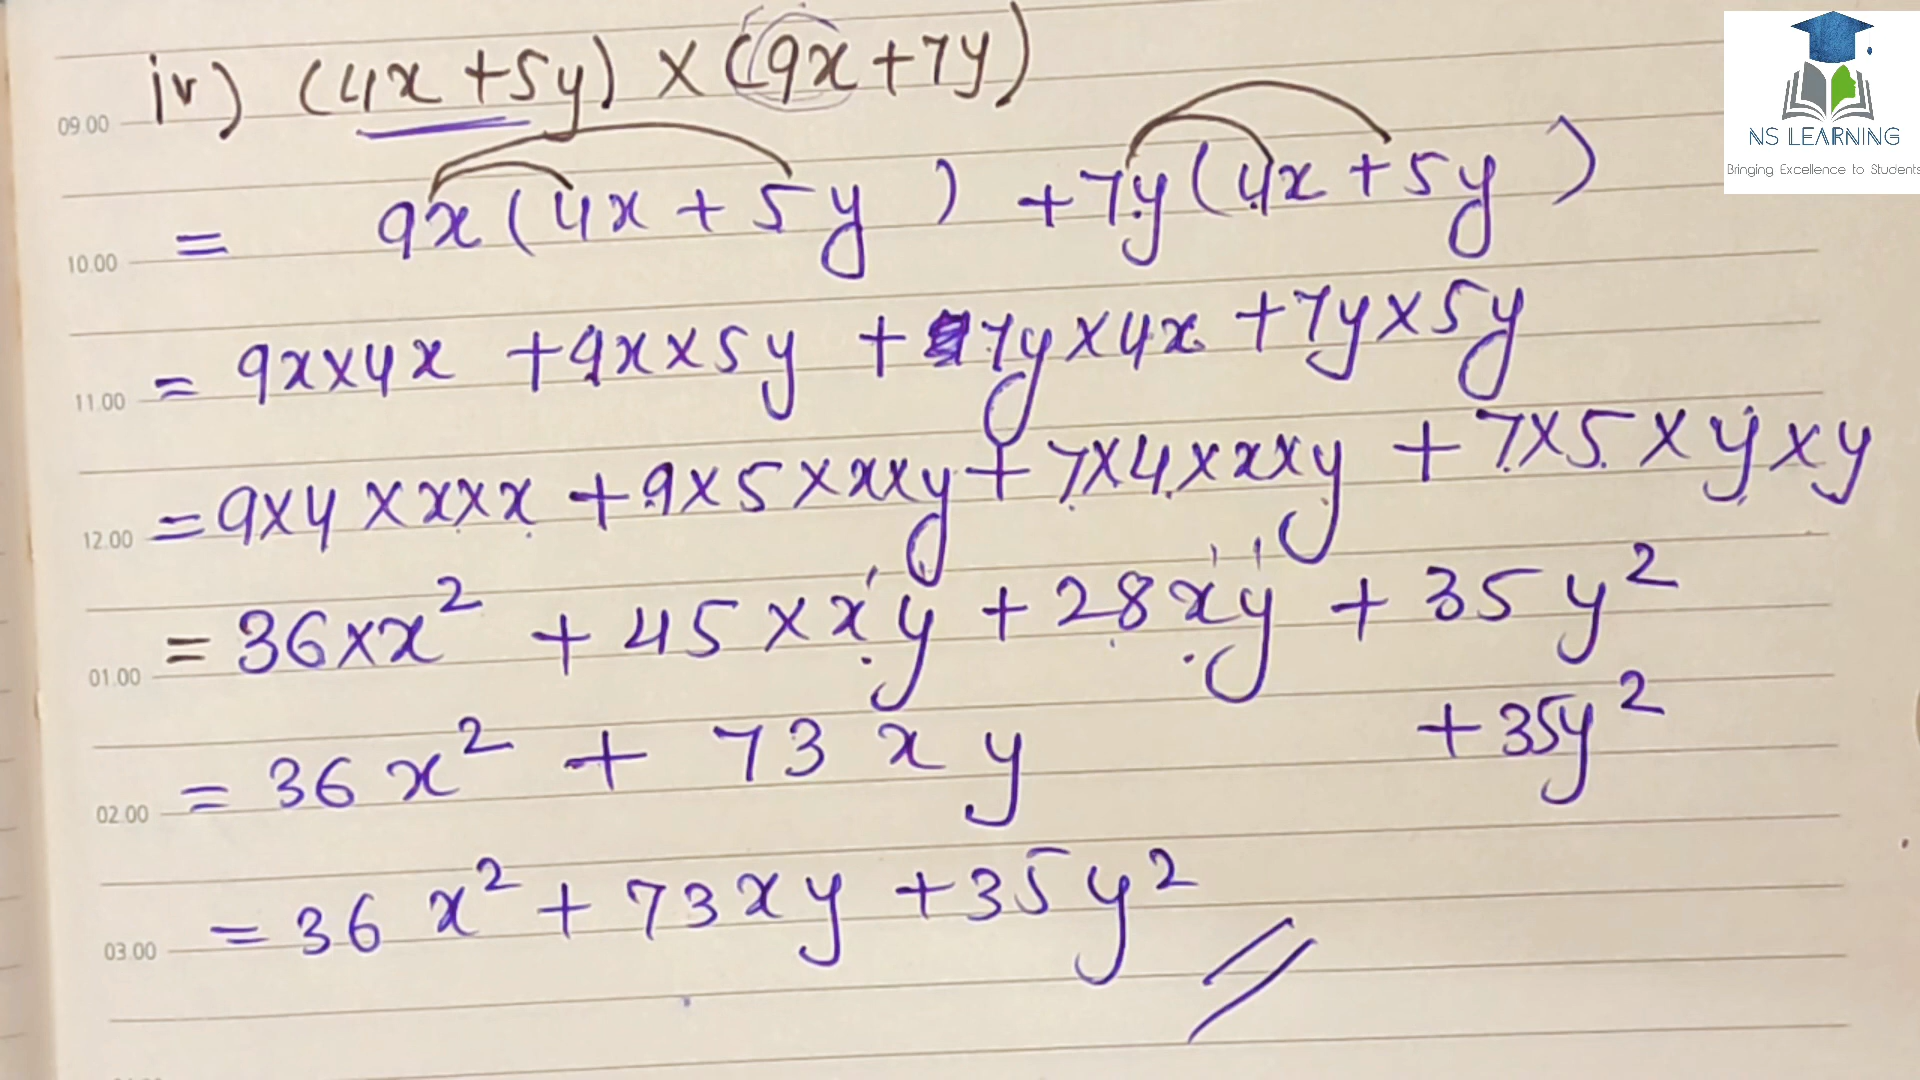 iv) (4x+5y) × (9x+7y)
= 9x(4x+5y) +7y(4x+5y)
= 9x×4x +9x×5y +7y×4x +7y×5y
=9×4×x×x +9×5×x×y+7×4×x×y +7×5×y×y
=36×x² +45×x'y' +28x'y' +35y²
=36x² + 73xy +35y²
=36x²+73xy+35y²
09.00
10.00
11.00
12.00
01.00
02.00
03.00
NS LEARNING
Bringing Excellence to Students